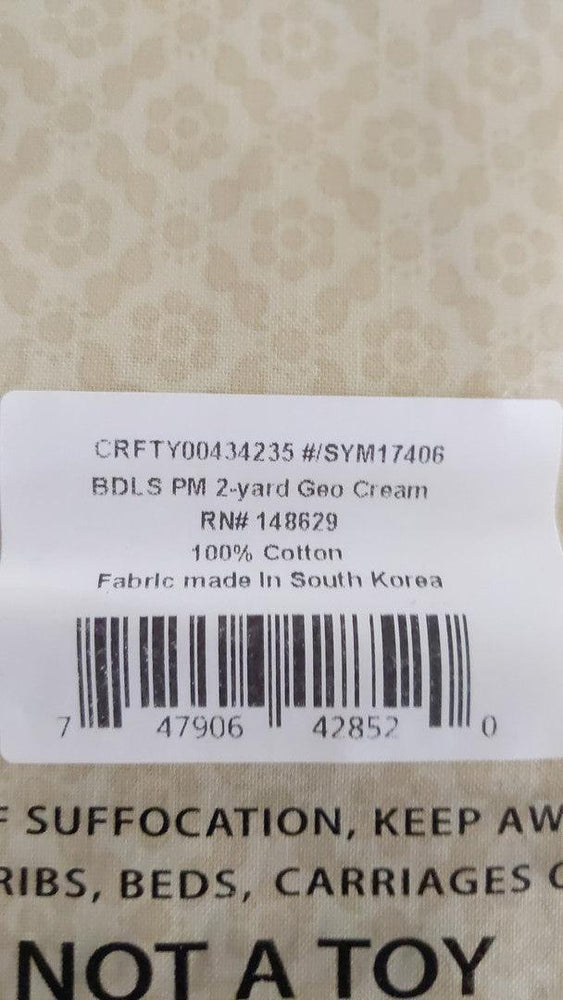 CRFTY00434235 #/SYM17406
BDLS PM 2-yard Geo Cream
RN# 148629
100% Cotton
Fabric made In South Korea
7 47906 42852 0
F SUFFOCATION, KEEP AW
RIBS, BEDS, CARRIAGES
NOT A TOY